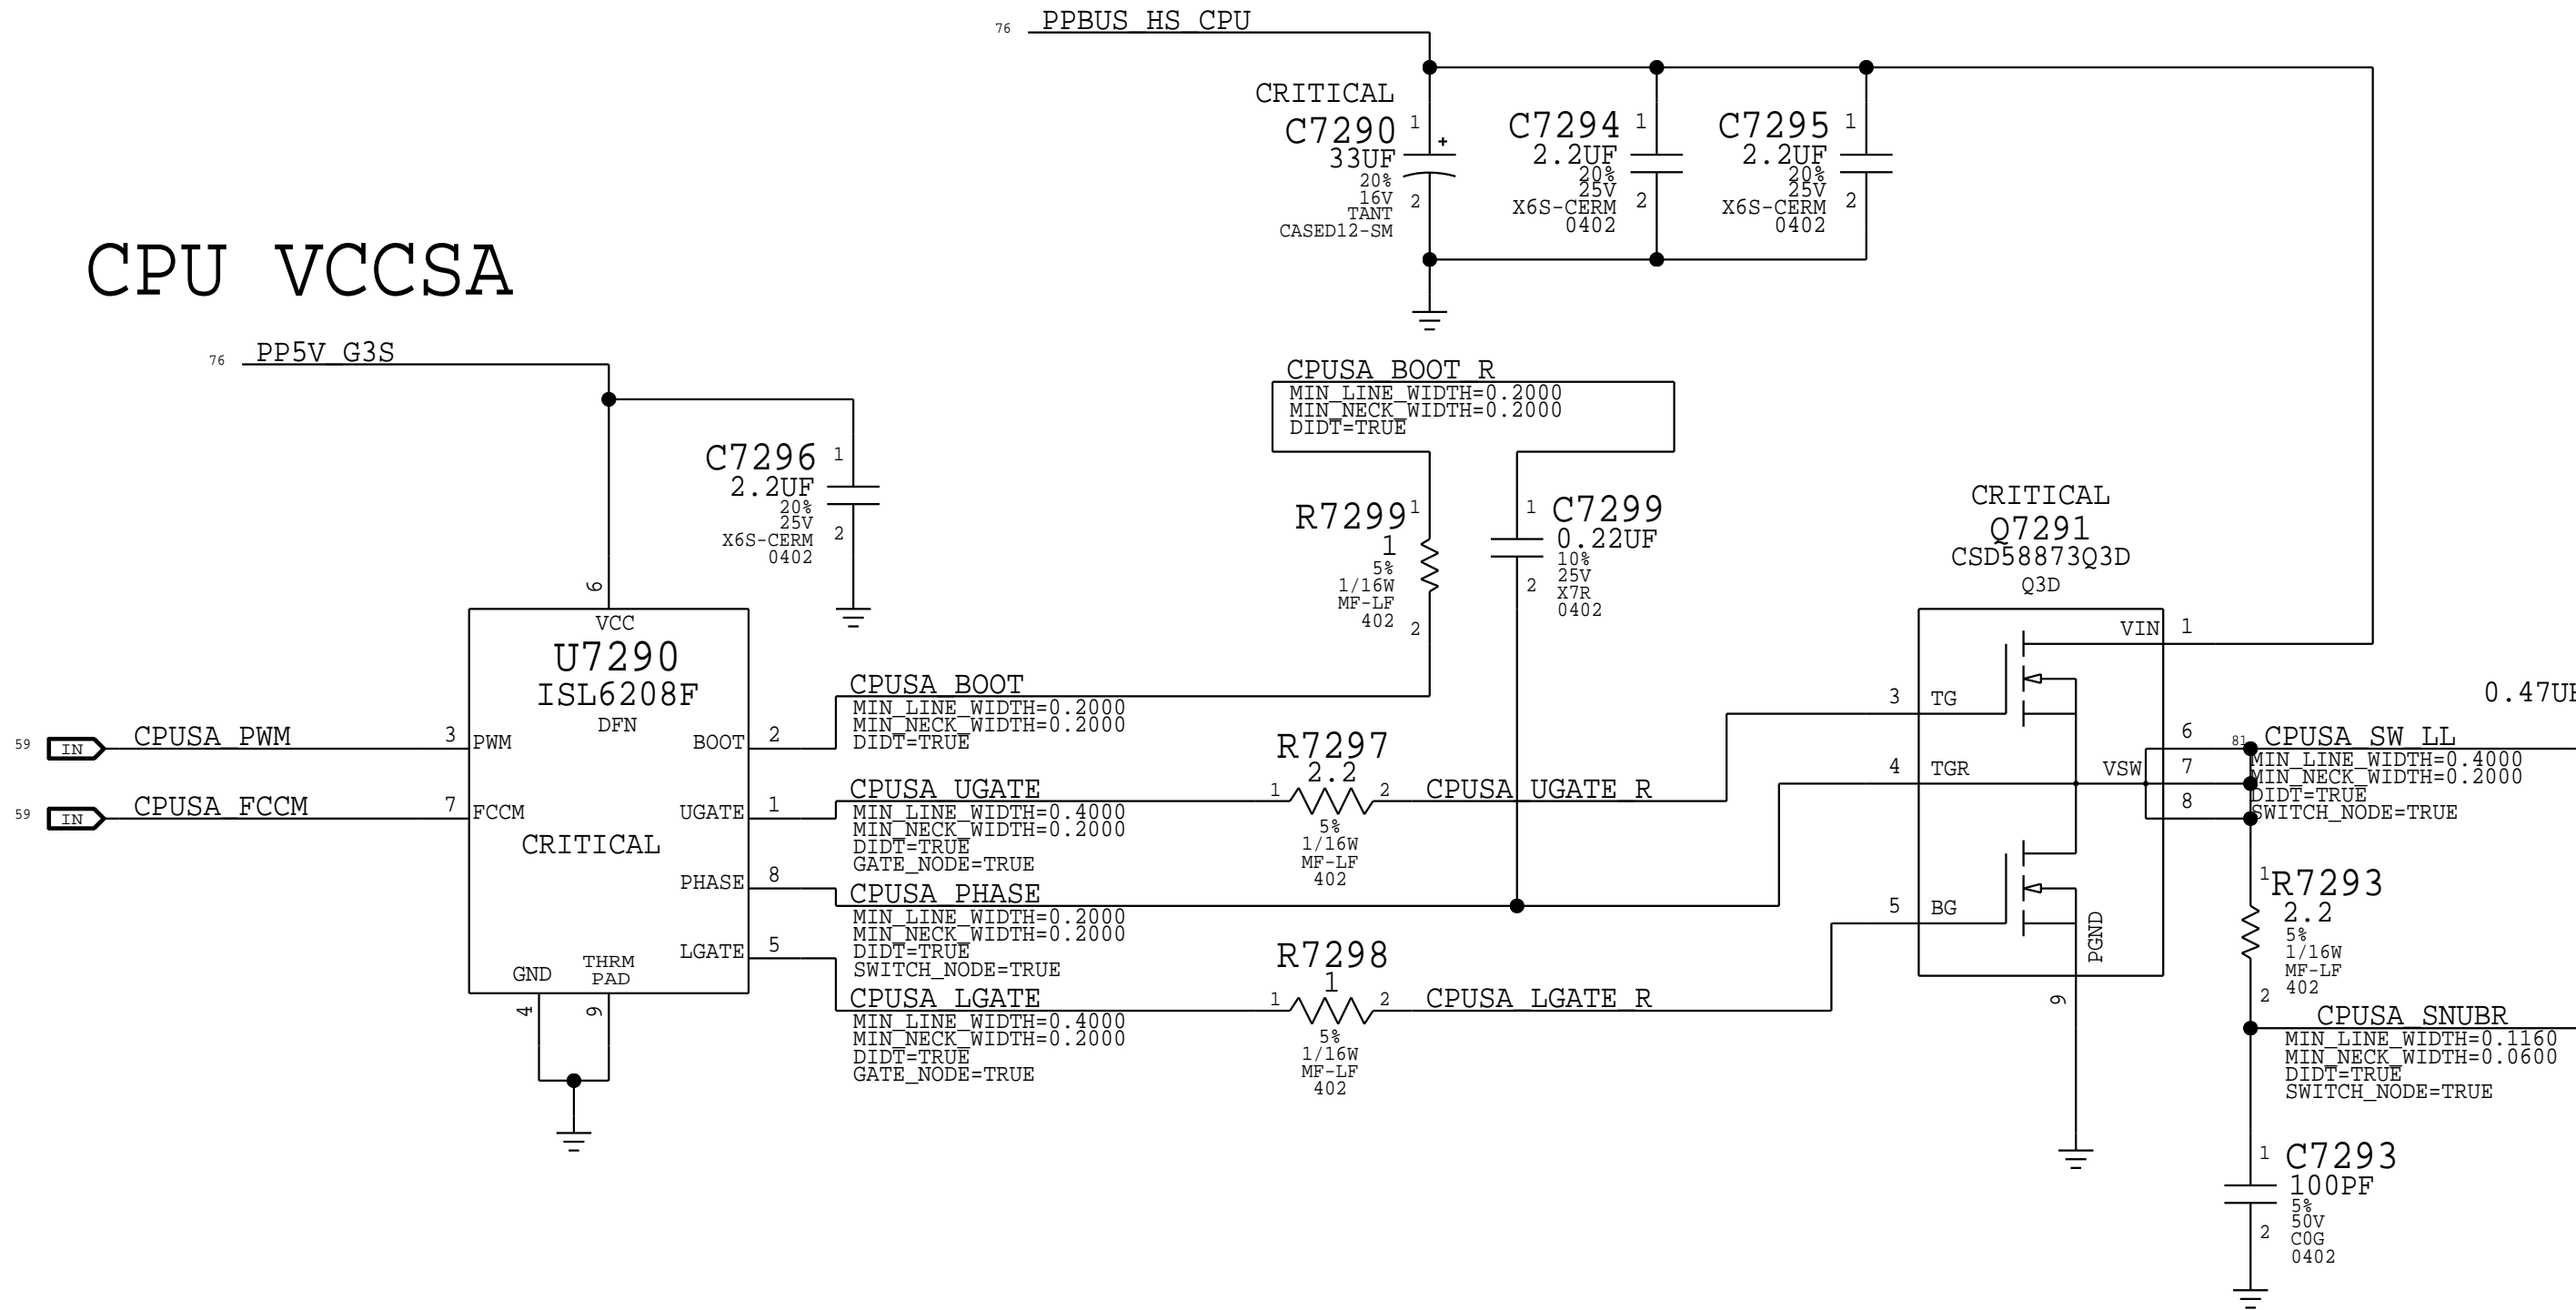 76 PPBUS_HS_CPU
CRITICAL
C7290
33UF
20%
16V
TANT
CASED12-SM
1
+
2
C7294
2.2UF
20%
25V
X6S-CERM
0402
1
2
C7295
2.2UF
20%
25V
X6S-CERM
0402
1
2
CPU VCCSA
76 PP5V_G3S
C7296
2.2UF
20%
25V
X6S-CERM
0402
1
2
CPUSA_BOOT_R
MIN_LINE_WIDTH=0.2000
MIN_NECK_WIDTH=0.2000
DIDT=TRUE
R7299
1
5%
1/16W
MF-LF
402
1
2
C7299
0.22UF
10%
25V
X7R
0402
1
2
CRITICAL
Q7291
CSD58873Q3D
Q3D
VIN 1
3 TG
4 TGR
5 BG
VSW
6
7
8
PGND
9
6
VCC
U7290
ISL6208F
DFN
CRITICAL
59 IN CPUSA_PWM 3 PWM
59 IN CPUSA_FCCM 7 FCCM
BOOT 2
UGATE 1
PHASE 8
LGATE 5
GND
THRM
PAD
4
9
CPUSA_BOOT
MIN_LINE_WIDTH=0.2000
MIN_NECK_WIDTH=0.2000
DIDT=TRUE
CPUSA_UGATE
MIN_LINE_WIDTH=0.4000
MIN_NECK_WIDTH=0.2000
DIDT=TRUE
GATE_NODE=TRUE
R7297
2.2
1 2
5%
1/16W
MF-LF
402
CPUSA_UGATE_R
CPUSA_PHASE
MIN_LINE_WIDTH=0.2000
MIN_NECK_WIDTH=0.2000
DIDT=TRUE
SWITCH_NODE=TRUE
CPUSA_LGATE
MIN_LINE_WIDTH=0.4000
MIN_NECK_WIDTH=0.2000
DIDT=TRUE
GATE_NODE=TRUE
R7298
1
1 2
5%
1/16W
MF-LF
402
CPUSA_LGATE_R
81 CPUSA_SW_LL
MIN_LINE_WIDTH=0.4000
MIN_NECK_WIDTH=0.2000
DIDT=TRUE
SWITCH_NODE=TRUE
R7293
2.2
5%
1/16W
MF-LF
402
1
2
CPUSA_SNUBR
MIN_LINE_WIDTH=0.1160
MIN_NECK_WIDTH=0.0600
DIDT=TRUE
SWITCH_NODE=TRUE
C7293
100PF
5%
50V
C0G
0402
1
2